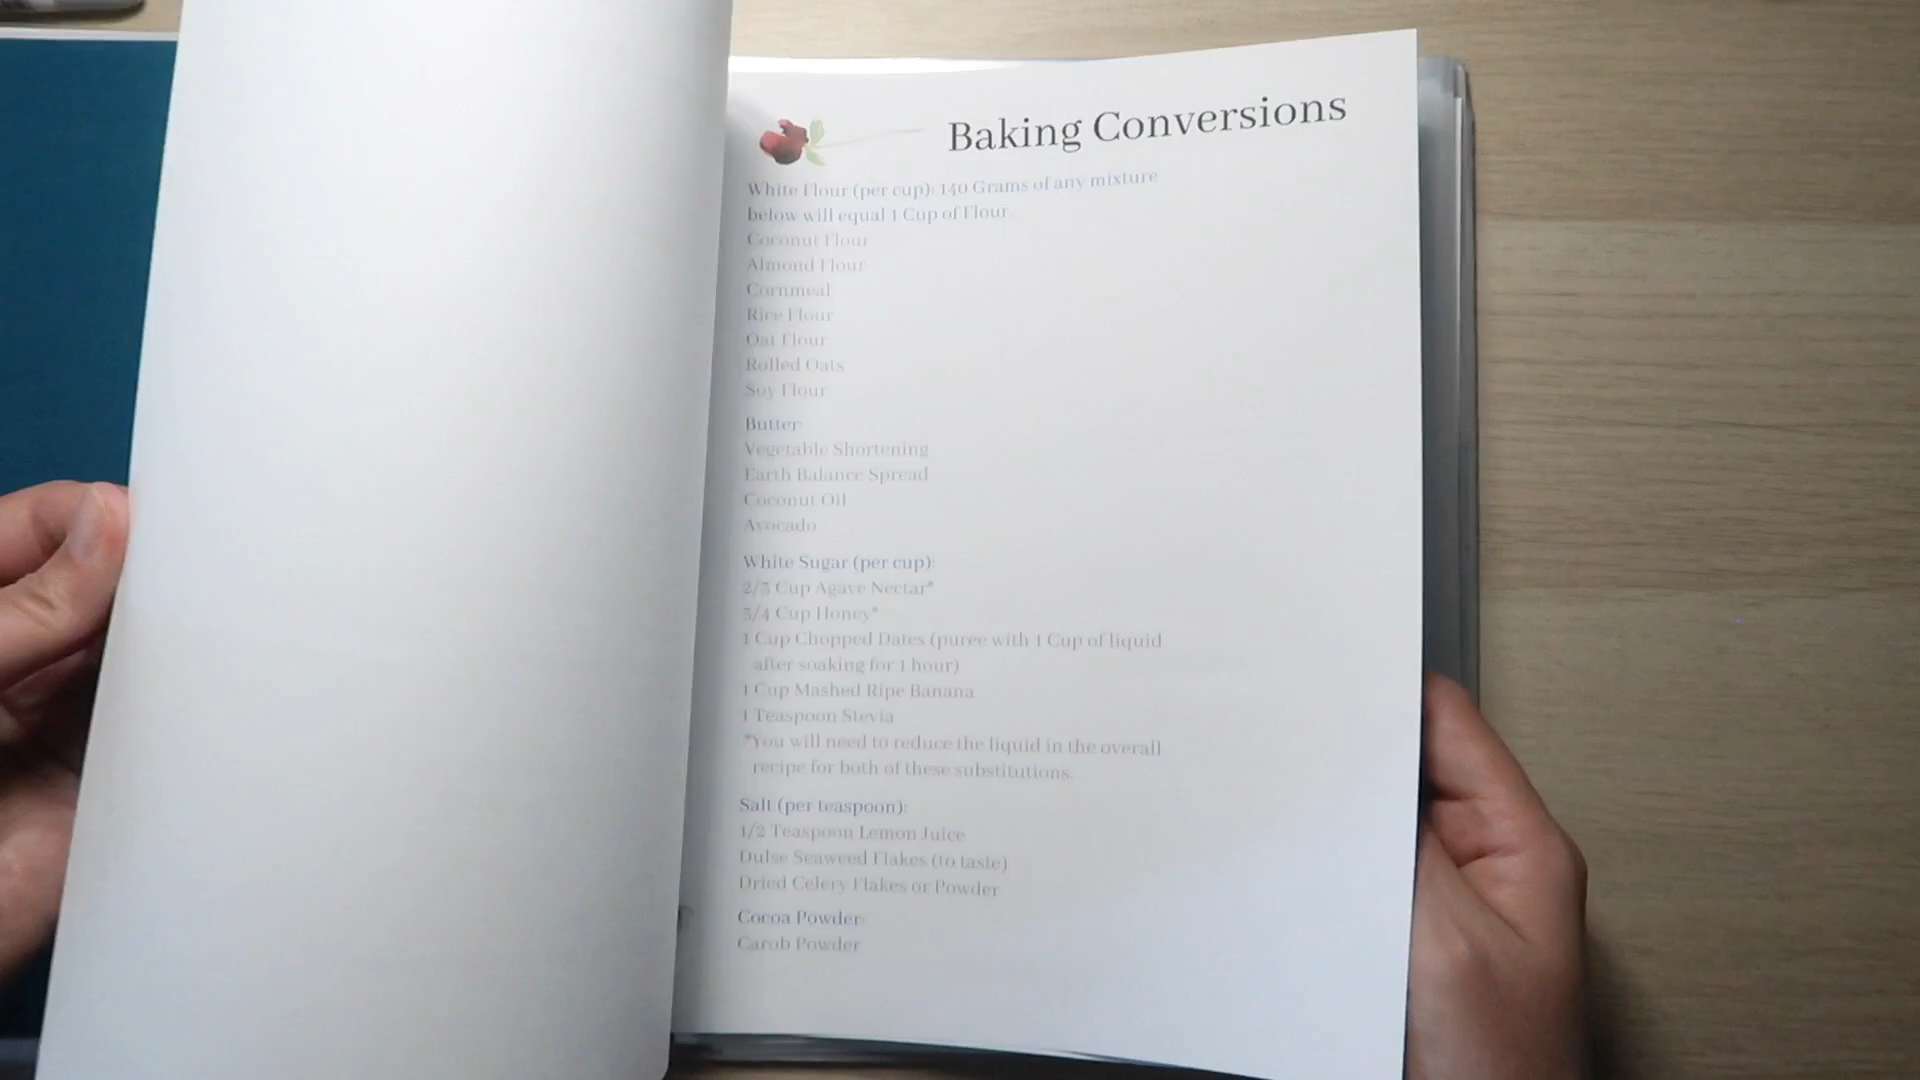 Baking Conversions
White Flour (per cup): 140 Grams of any mixture
below will equal 1 Cup of Flour.
Coconut Flour
Almond Flour
Cornmeal
Rice Flour
Oat Flour
Rolled Oats
Soy Flour
Butter:
Vegetable Shortening
Earth Balance Spread
Coconut Oil
Avocado
White Sugar (per cup):
2/3 Cup Agave Nectar*
3/4 Cup Honey*
1 Cup Chopped Dates (puree with 1 Cup of liquid
after soaking for 1 hour)
1 Cup Mashed Ripe Banana
1 Teaspoon Stevia
*You will need to reduce the liquid in the overall
recipe for both of these substitutions.
Salt (per teaspoon):
1/2 Teaspoon Lemon Juice
Dulse Seaweed Flakes (to taste)
Dried Celery Flakes or Powder
Cocoa Powder:
Carob Powder